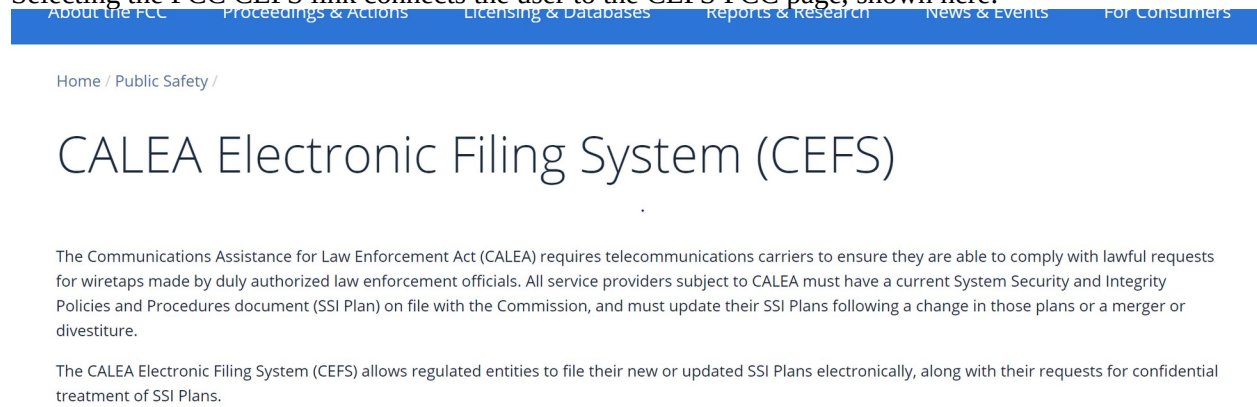 Selecting the FCC CEFS link connects the user to the CEFS FCC page, shown here:
About the FCC Proceedings & Actions Licensing & Databases Reports & Research News & Events For Consumers
Home / Public Safety /
CALEA Electronic Filing System (CEFS)
The Communications Assistance for Law Enforcement Act (CALEA) requires telecommunications carriers to ensure they are able to comply with lawful requests
for wiretaps made by duly authorized law enforcement officials. All service providers subject to CALEA must have a current System Security and Integrity
Policies and Procedures document (SSI Plan) on file with the Commission, and must update their SSI Plans following a change in those plans or a merger or
divestiture.
The CALEA Electronic Filing System (CEFS) allows regulated entities to file their new or updated SSI Plans electronically, along with their requests for confidential
treatment of SSI Plans.